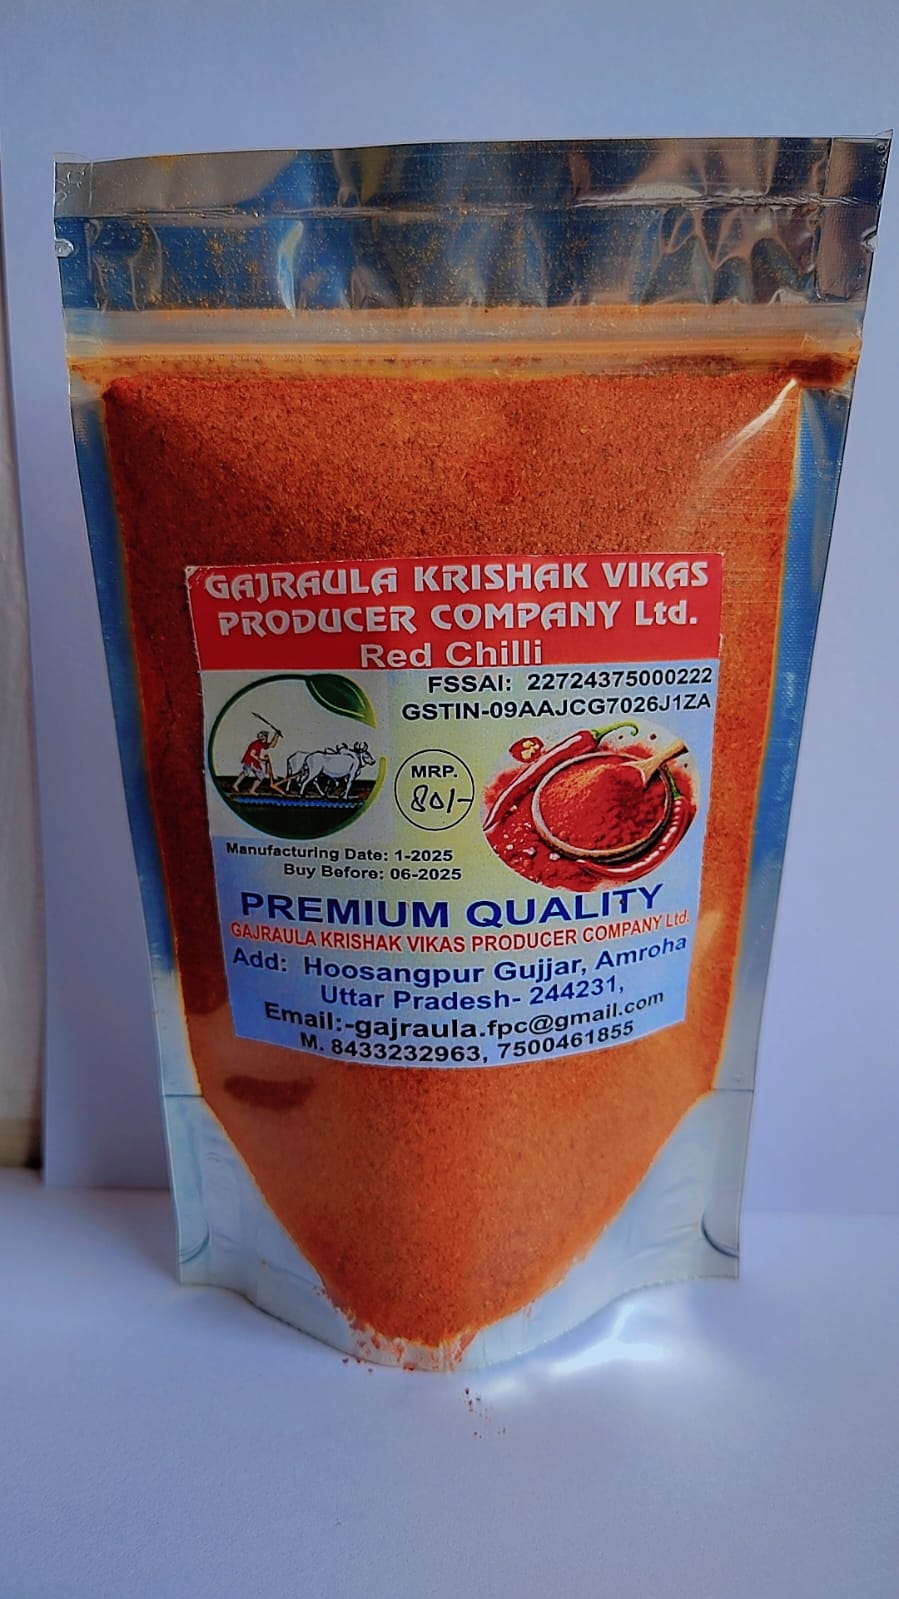 GAJRAULA KRISHAK VIKAS
PRODUCER COMPANY Ltd.
Red Chilli
FSSAI: 22724375000222
GSTIN-09AAJCG7026J1ZA
MRP.
80/-
Manufacturing Date: 1-2025
Buy Before: 06-2025
PREMIUM QUALITY
GAJRAULA KRISHAK VIKAS PRODUCER COMPANY Ltd.
Add: Hoosangpur Gujjar, Amroha
Uttar Pradesh- 244231,
Email:-gajraula.fpc@gmail.com
M. 8433232963, 7500461855